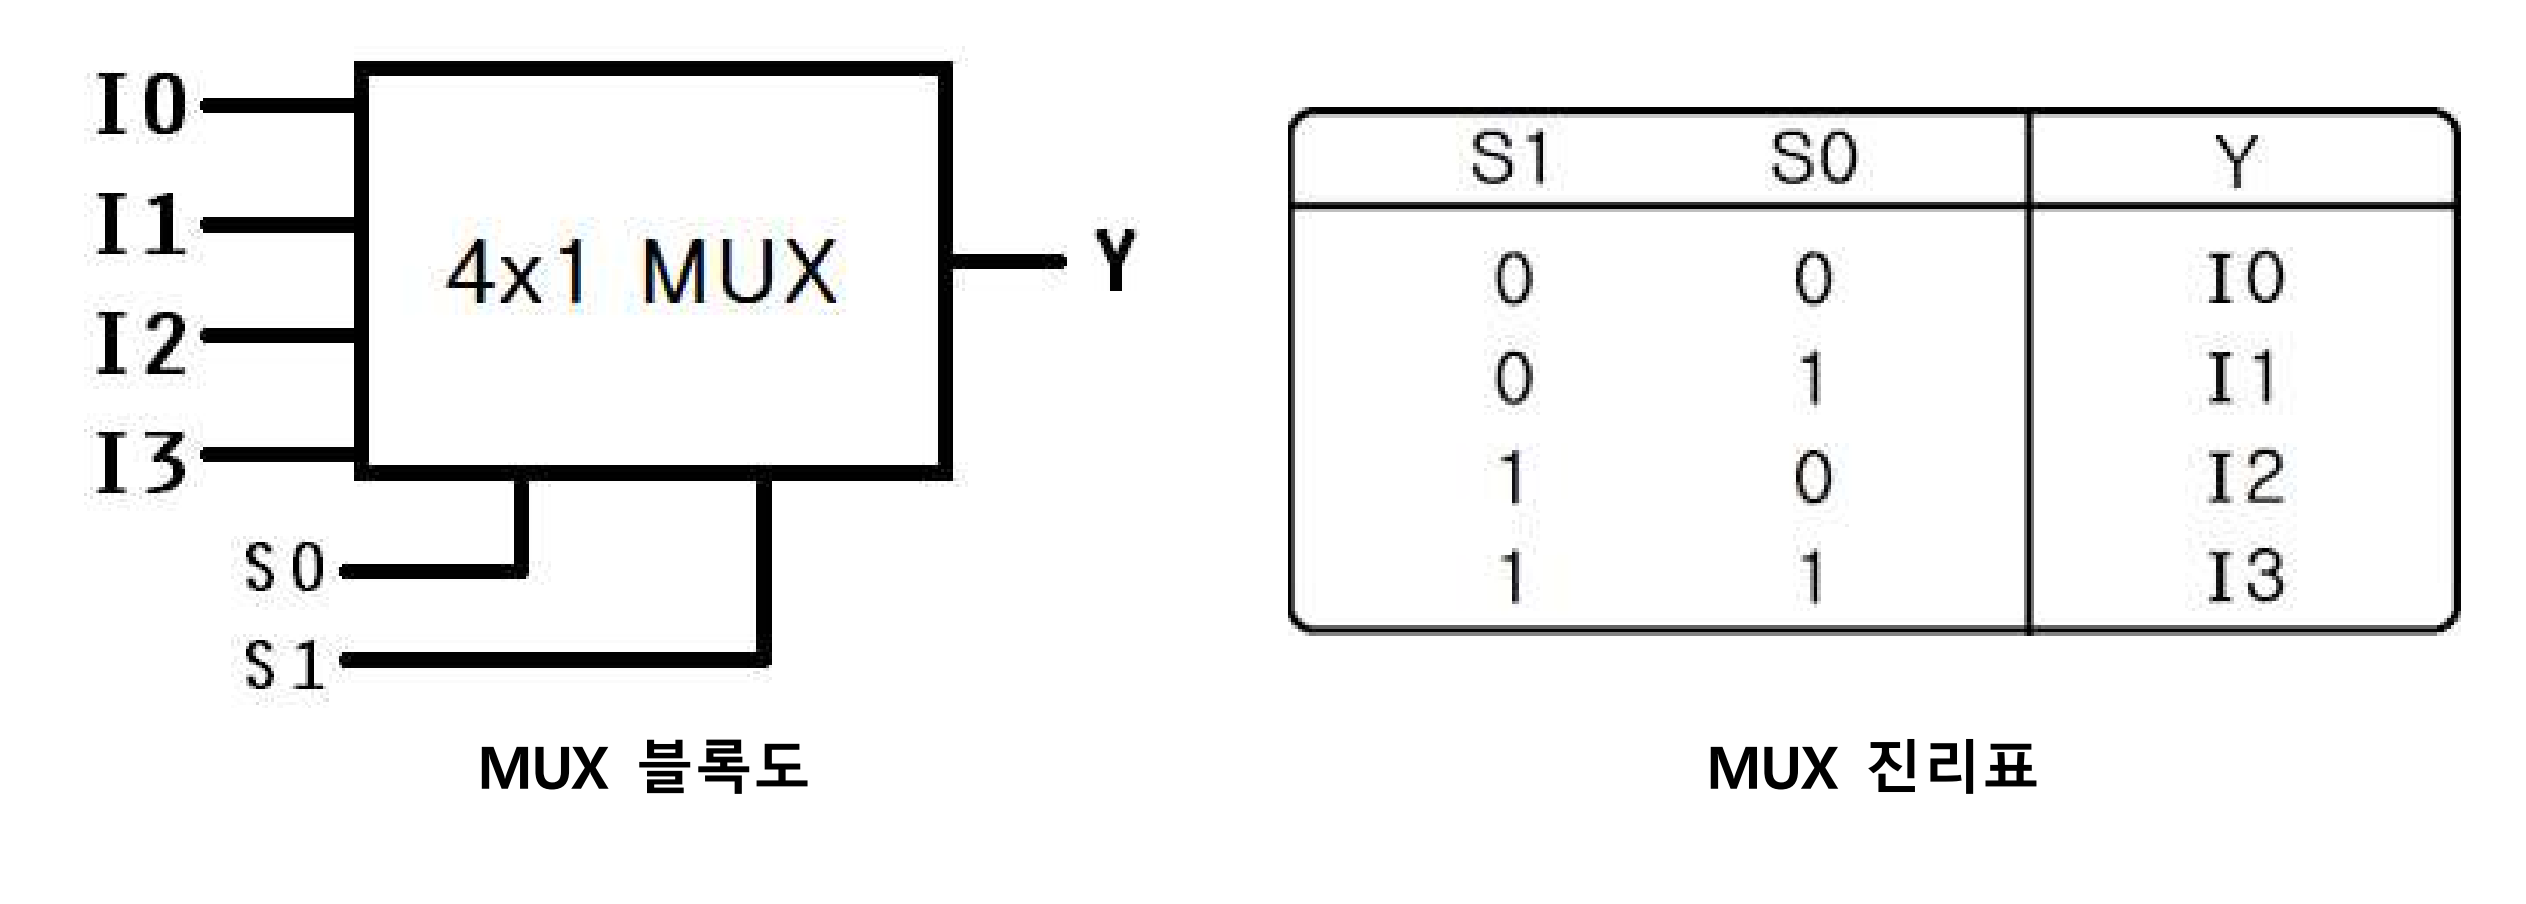 I0
I1
I2
I3
4x1 MUX
Y
S0
S1
MUX 블록도
S1 S0 Y
0 0 I0
0 1 I1
1 0 I2
1 1 I3
MUX 진리표